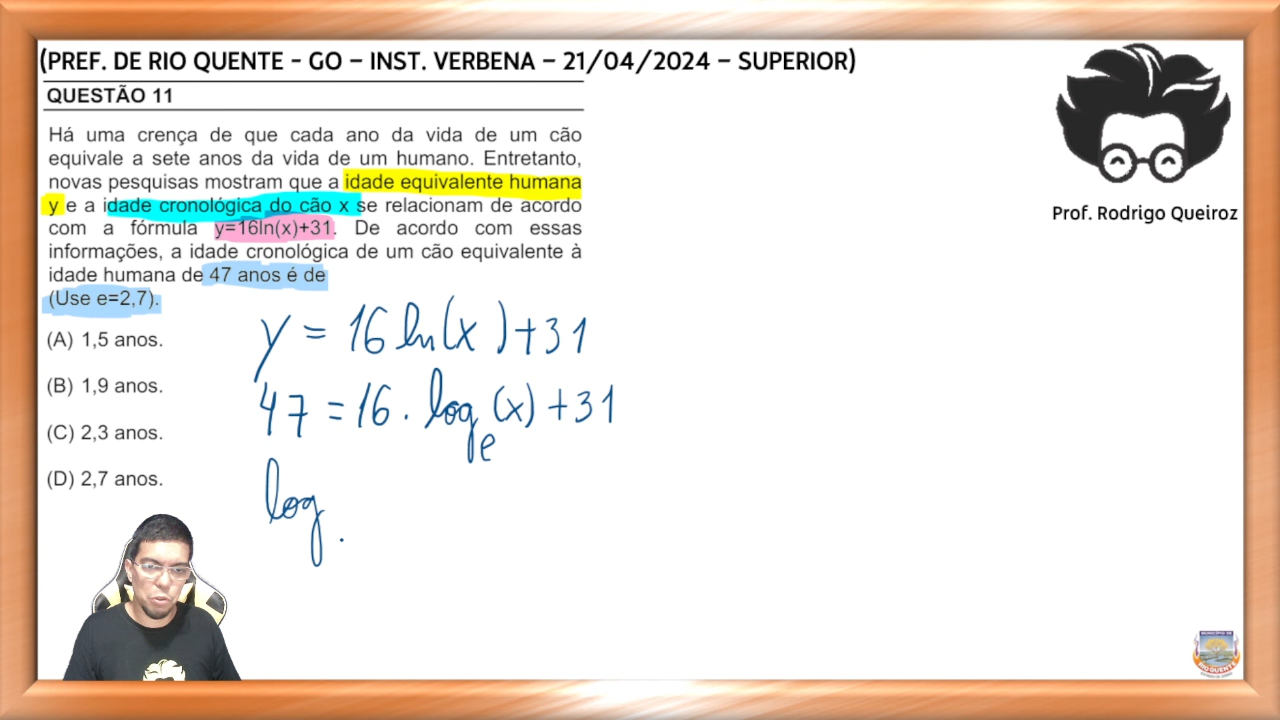 (PREF. DE RIO QUENTE - GO – INST. VERBENA – 21/04/2024 – SUPERIOR)
QUESTÃO 11
Há uma crença de que cada ano da vida de um cão
equivale a sete anos da vida de um humano. Entretanto,
novas pesquisas mostram que a idade equivalente humana
y e a idade cronológica do cão x se relacionam de acordo
com a fórmula y=16ln(x)+31. De acordo com essas
informações, a idade cronológica de um cão equivalente à
idade humana de 47 anos é de
(Use e=2,7).
(A) 1,5 anos.
(B) 1,9 anos.
(C) 2,3 anos.
(D) 2,7 anos.
y = 16 ln(x) + 31
47 = 16 . log e (x) + 31
log .
Prof. Rodrigo Queiroz
RIO QUENTE